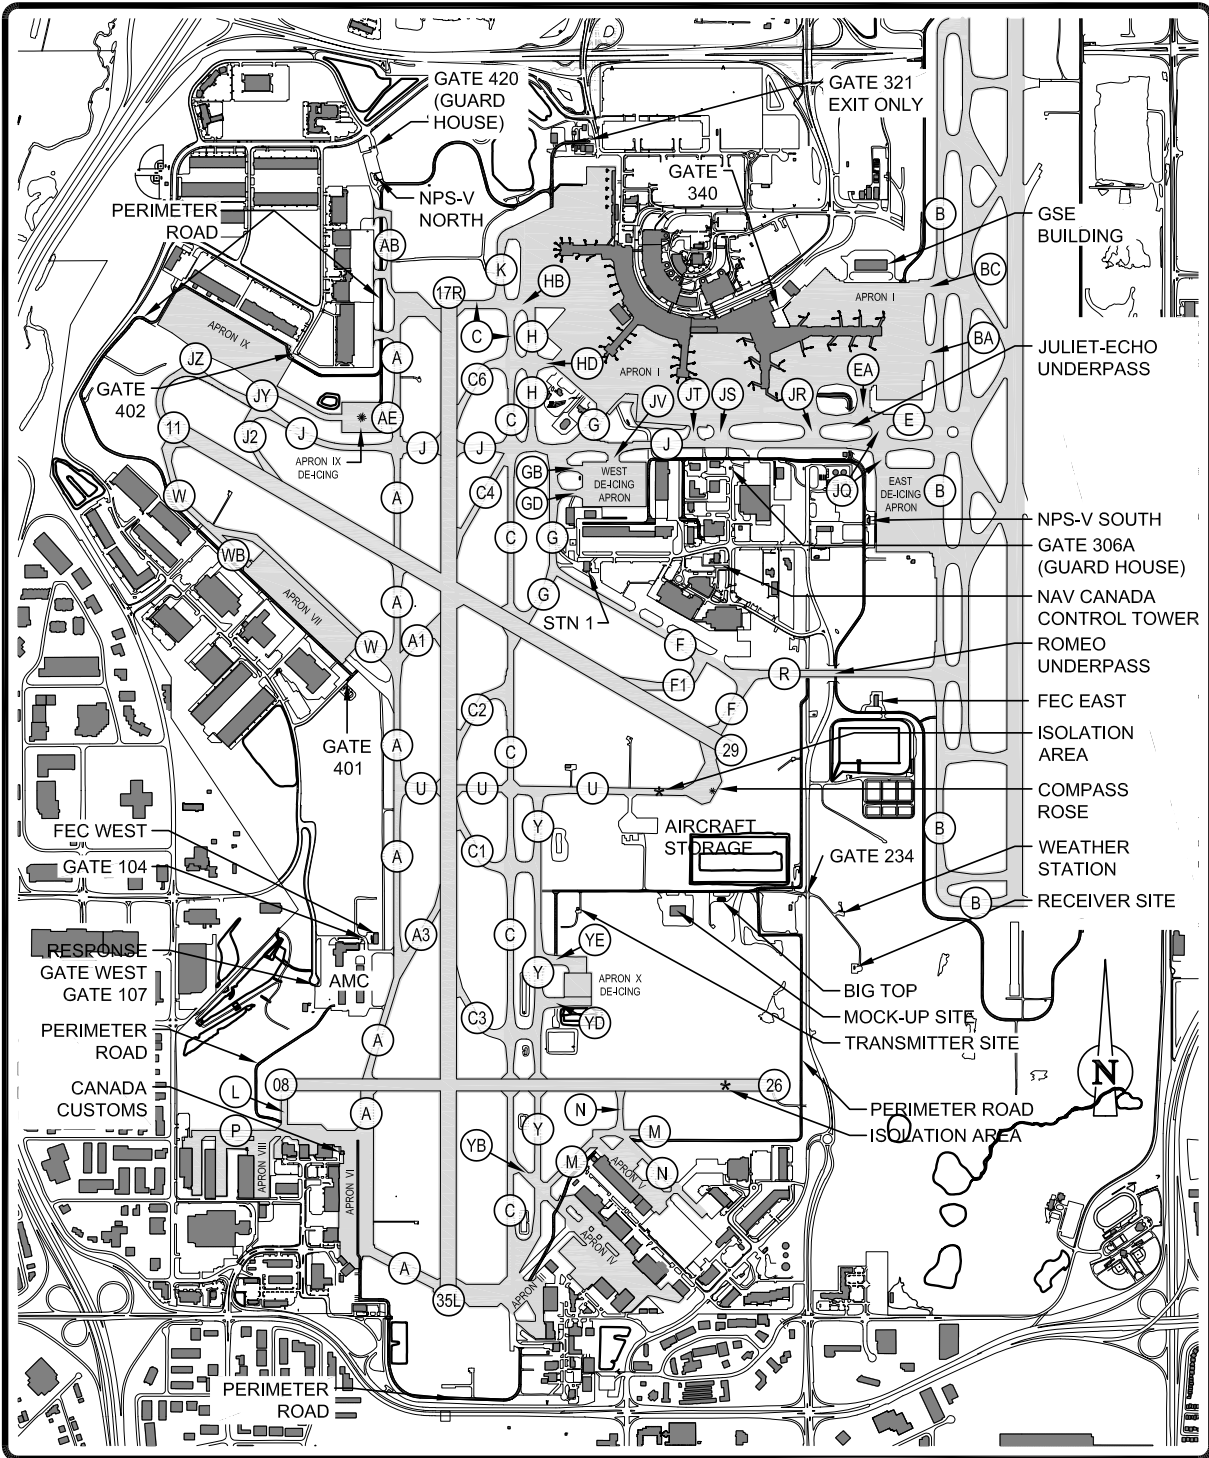 GATE 420
(GUARD
HOUSE)
GATE 321
EXIT ONLY
GATE
340
NPS-V
NORTH
PERIMETER
ROAD
B
GSE
BUILDING
AB
K
HB
BC
17R
APRON I
C
H
BA
APRON IX
A
HD
JULIET-ECHO
UNDERPASS
JZ
APRON I
EA
C6
GATE
402
JY
H
JV
JT
JS
JR
AE
C
G
E
11
J2
J
J
J
J
APRON IX
DE-ICING
GB
WEST
DE-ICING
APRON
C4
GD
JQ
EAST
DE-ICING
APRON
B
W
A
NPS-V SOUTH
C
G
GATE 306A
(GUARD HOUSE)
WB
NAV CANADA
CONTROL TOWER
APRON VII
A
G
STN 1
A1
W
F
ROMEO
UNDERPASS
R
F1
FEC EAST
C2
F
GATE
401
A
C
29
ISOLATION
AREA
U
U
U
*
*
COMPASS
ROSE
FEC WEST
Y
AIRCRAFT
STORAGE
B
C1
GATE 104
A
GATE 234
WEATHER
STATION
B
RECEIVER SITE
A3
C
YE
RESPONSE
GATE WEST
GATE 107
AMC
Y
APRON X
DE-ICING
BIG TOP
C3
YD
MOCK-UP SITE
PERIMETER
ROAD
A
TRANSMITTER SITE
N
CANADA
CUSTOMS
L
08
*
26
A
N
PERIMETER ROAD
P
Y
M
ISOLATION AREA
APRON VIII
YB
M
APRON V
N
APRON VI
C
APRON IV
A
APRON III
35L
PERIMETER
ROAD